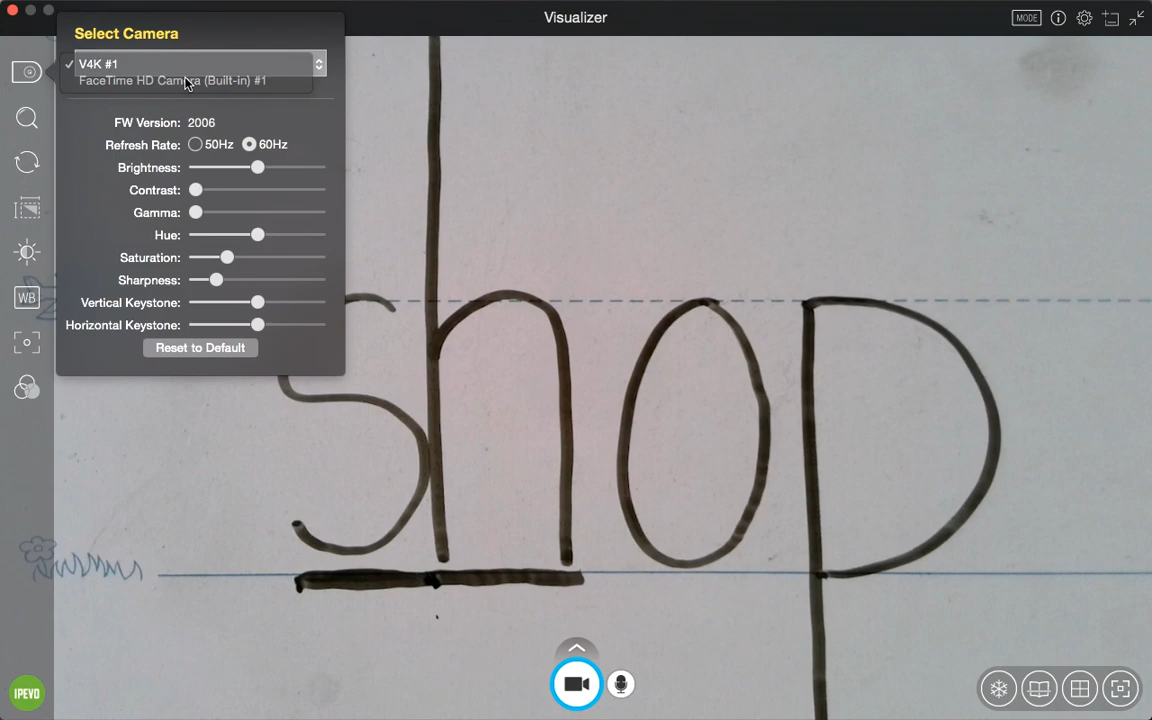 Visualizer
MODE
Select Camera
✓ V4K #1
FaceTime HD Camera (Built-in) #1
FW Version: 2006
Refresh Rate: 50Hz 60Hz
Brightness:
Contrast:
Gamma:
Hue:
Saturation:
Sharpness:
Vertical Keystone:
Horizontal Keystone:
Reset to Default
WB
shop
IPEVO